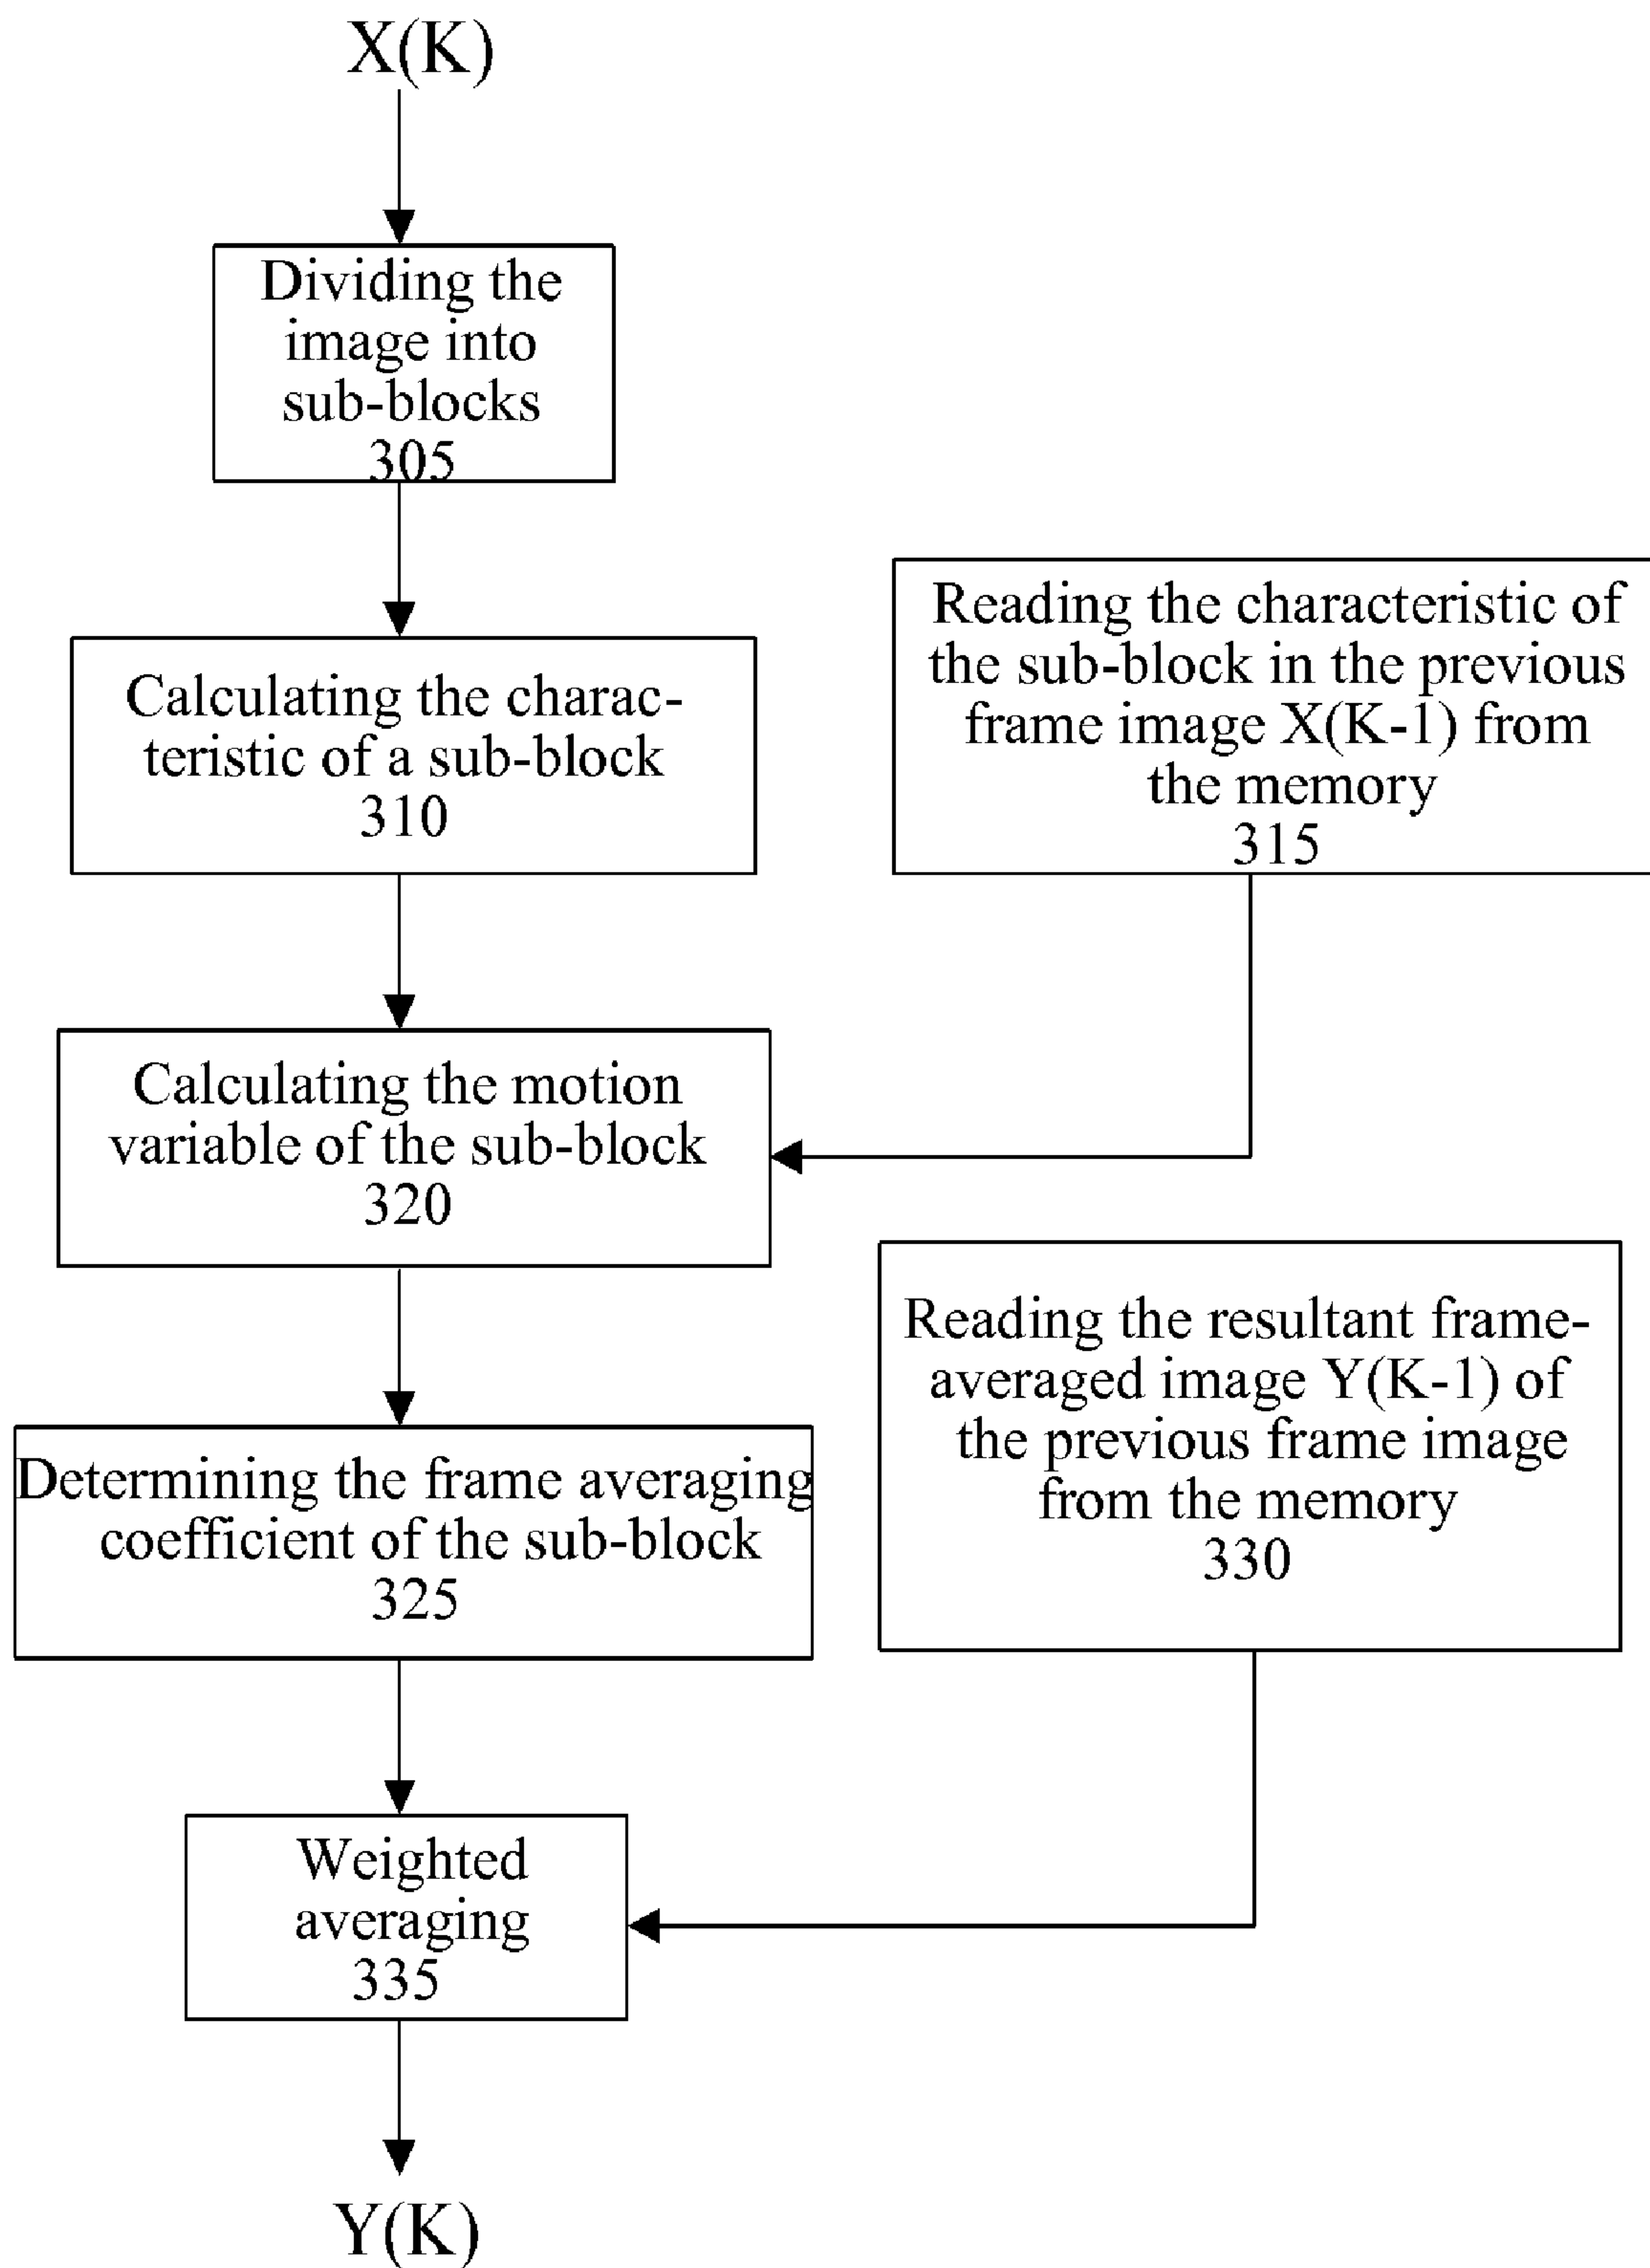 X(K)
Dividing the
image into
sub-blocks
305
Calculating the charac-
teristic of a sub-block
310
Reading the characteristic of
the sub-block in the previous
frame image X(K-1) from
the memory
315
Calculating the motion
variable of the sub-block
320
Determining the frame averaging
coefficient of the sub-block
325
Reading the resultant frame-
averaged image Y(K-1) of
the previous frame image
from the memory
330
Weighted
averaging
335
Y(K)